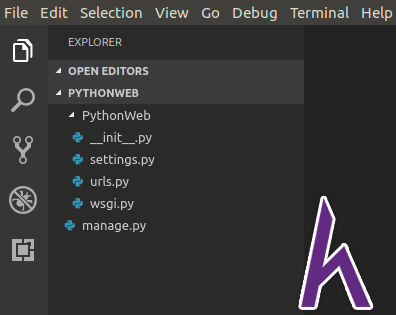 File Edit Selection View Go Debug Terminal Help
EXPLORER
OPEN EDITORS
PYTHONWEB
PythonWeb
__init__.py
settings.py
urls.py
wsgi.py
manage.py